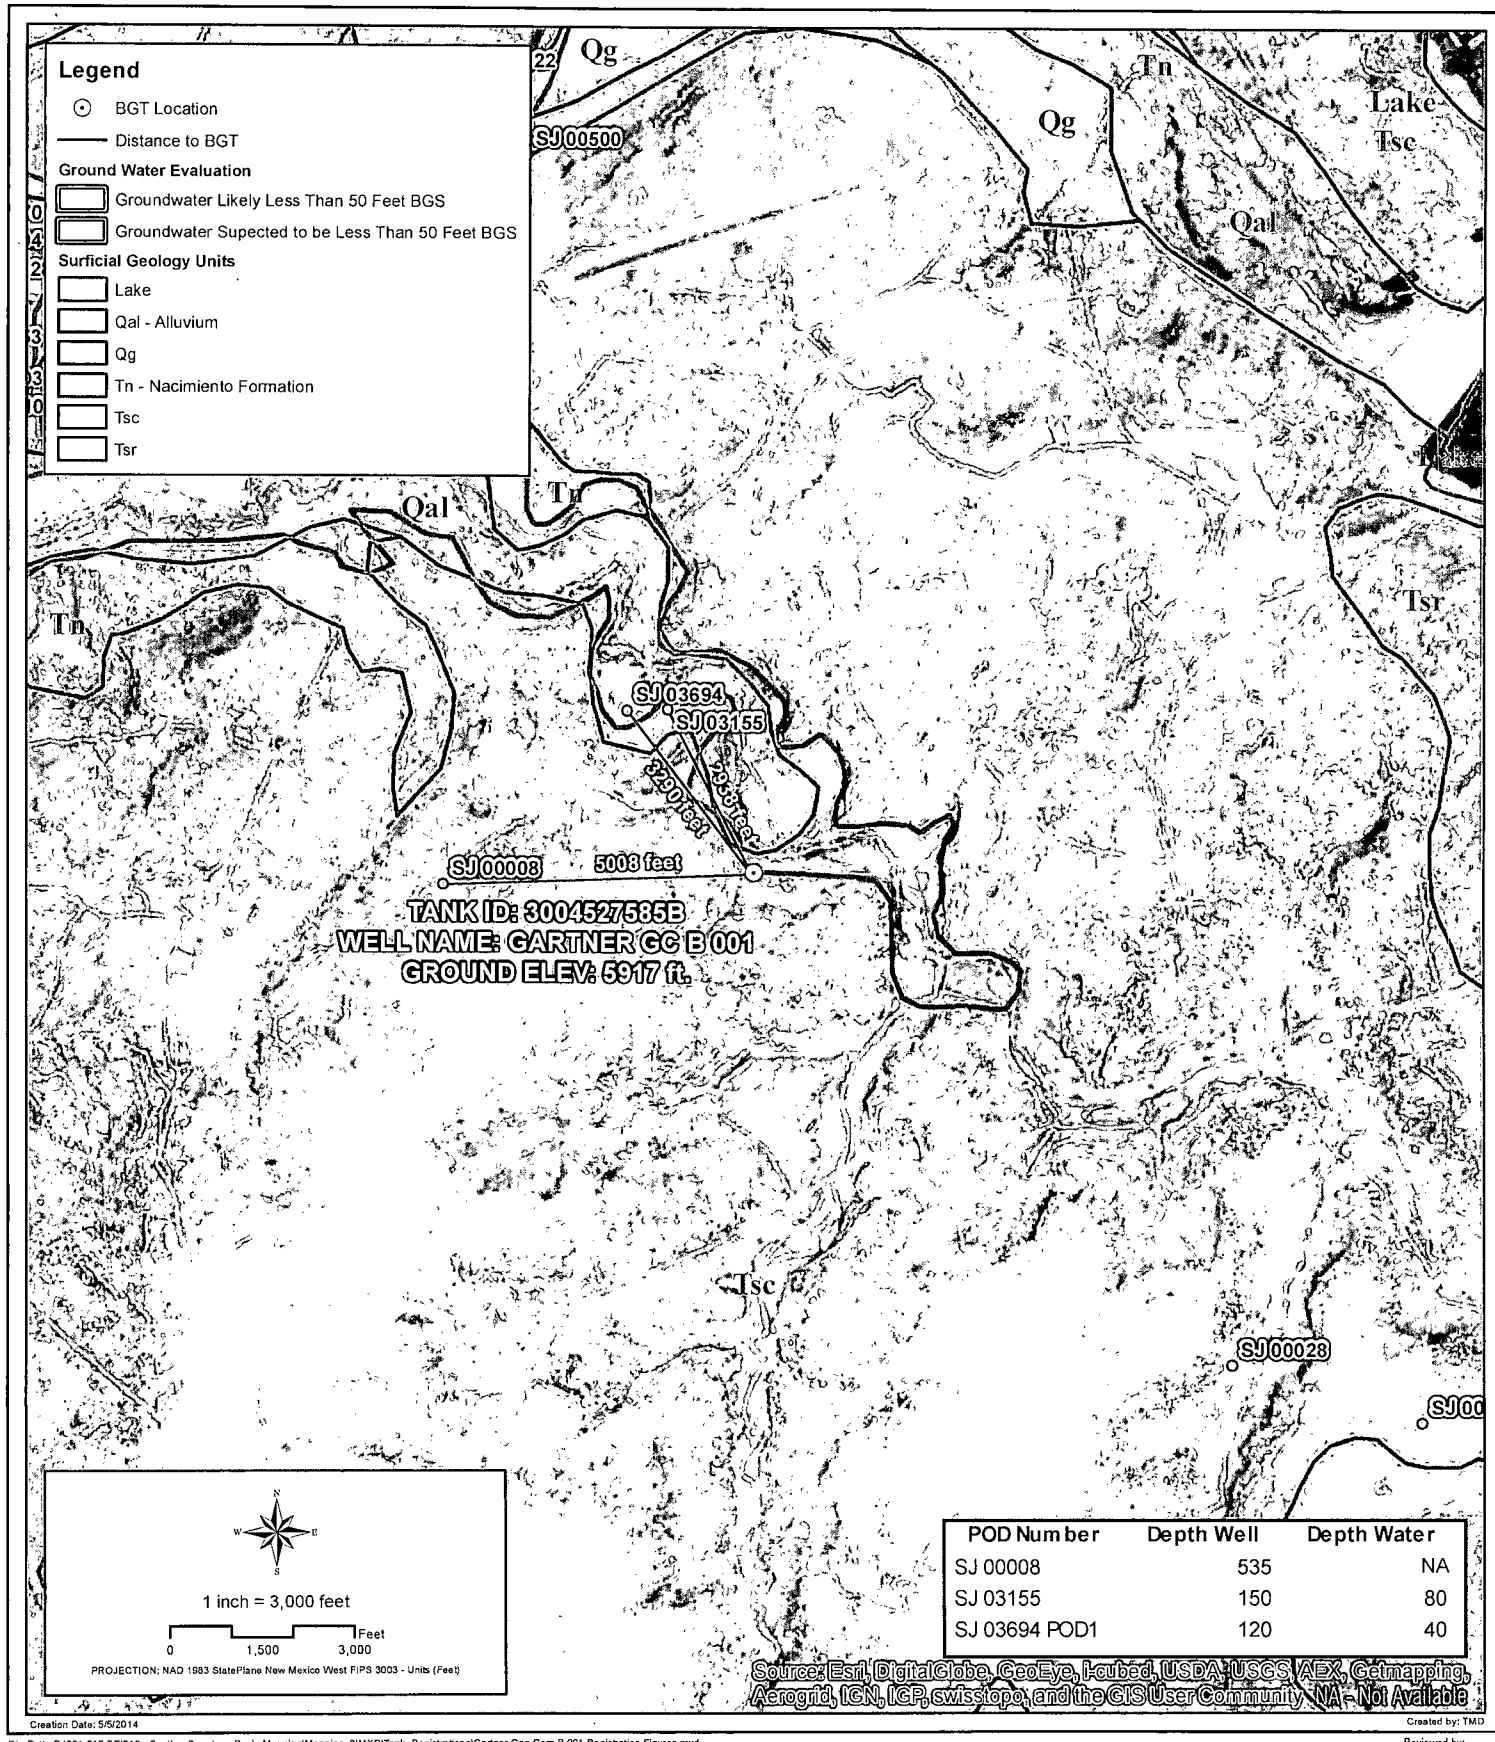 Legend
BGT Location
Distance to BGT
Ground Water Evaluation
Groundwater Likely Less Than 50 Feet BGS
Groundwater Supected to be Less Than 50 Feet BGS
Surficial Geology Units
Lake
Qal - Alluvium
Qg
Tn - Nacimiento Formation
Tsc
Tsr
22
Qg
SJ 00500
Qg
Tn
Lake
Tsc
Qal
Qal
Tn
Tn
Tsr
SJ 03694
SJ 03155
3290 feet
2938 feet
SJ 00008
5008 feet
TANK ID: 3004527585B
WELL NAME: GARTNER GC B 001
GROUND ELEV: 5917 ft.
Tsc
SJ 00028
SJ 00
N
W E
S
1 inch = 3,000 feet
Feet
0 1,500 3,000
PROJECTION: NAD 1983 StatePlane New Mexico West FIPS 3003 - Units (Feet)
POD Number Depth Well Depth Water
SJ 00008 535 NA
SJ 03155 150 80
SJ 03694 POD1 120 40
Source: Esri, DigitalGlobe, GeoEye, i-cubed, USDA, USGS, AEX, Getmapping,
Aerogrid, IGN, IGP, swisstopo, and the GIS User Community NA - Not Available
Creation Date: 5/5/2014
Created by: TMD